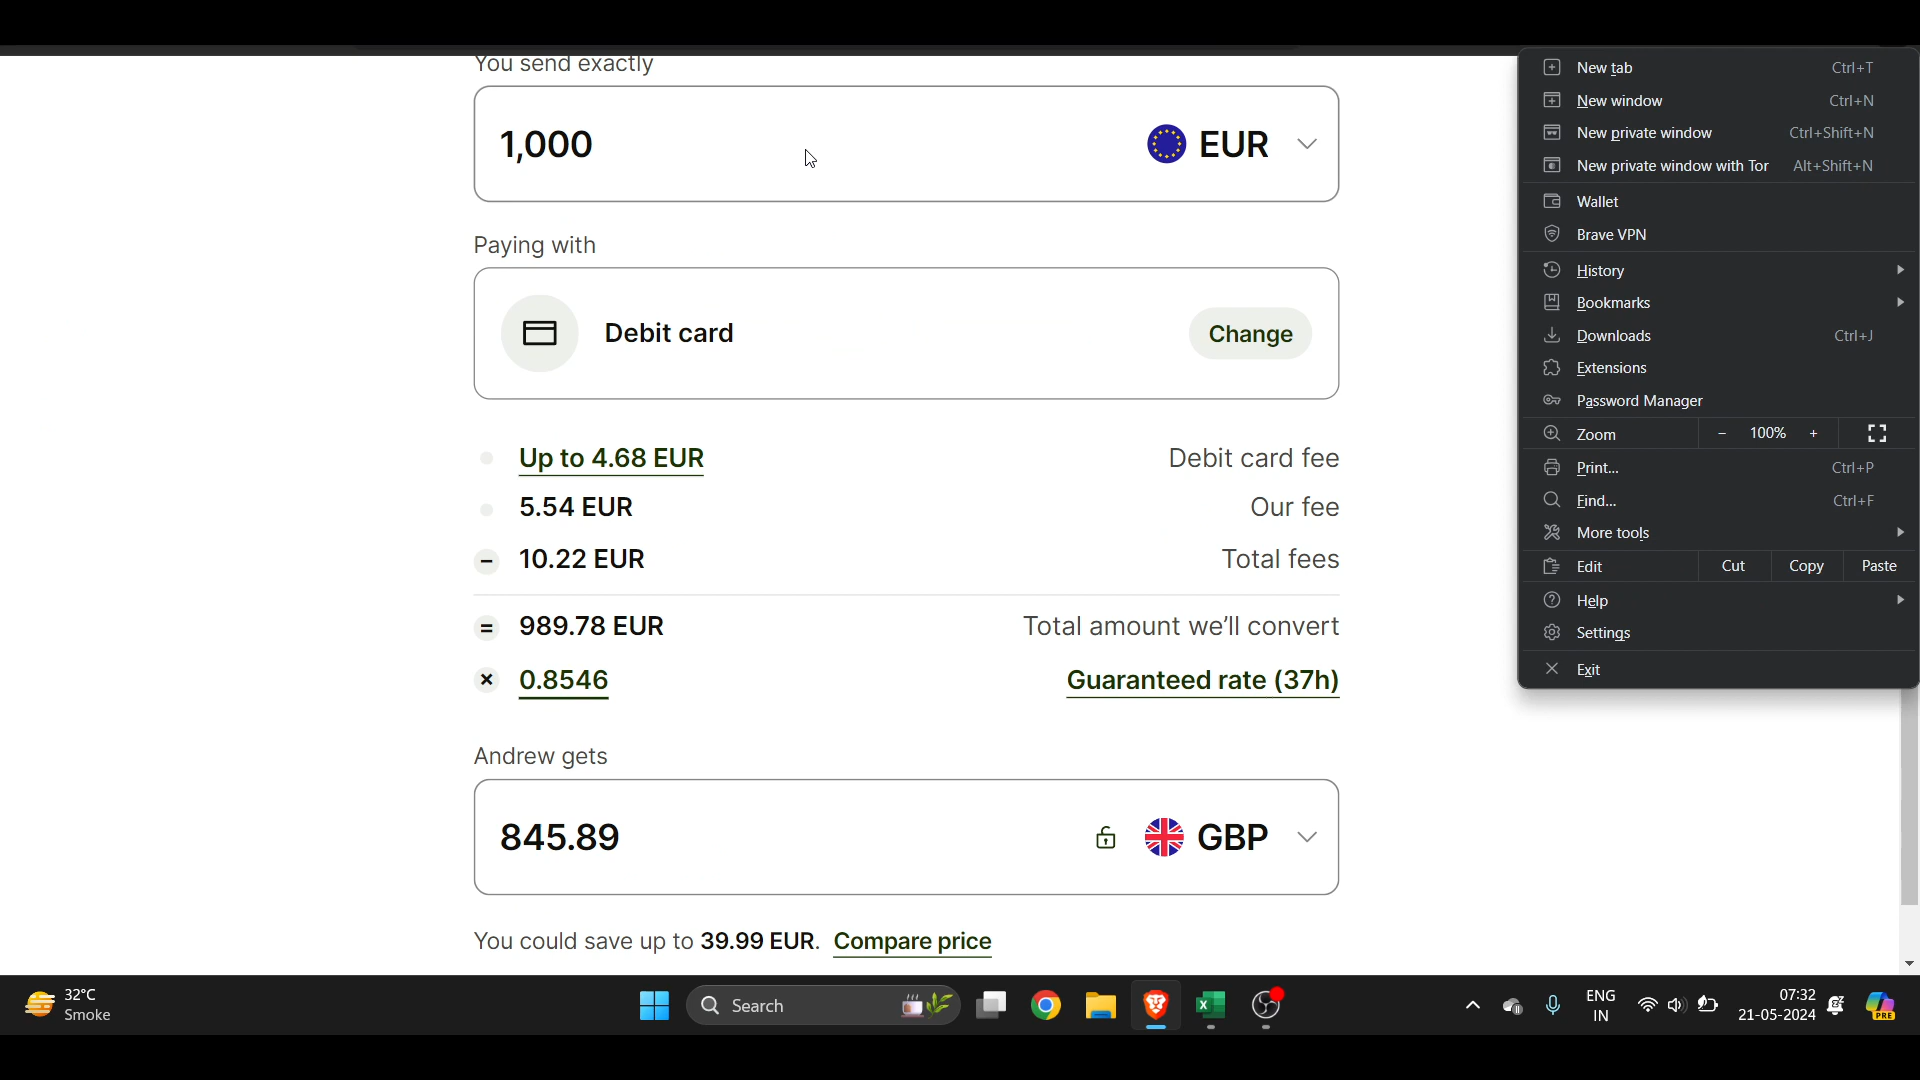 You send exactly
1,000 EUR
Paying with
Debit card Change
Up to 4.68 EUR Debit card fee
5.54 EUR Our fee
− 10.22 EUR Total fees
= 989.78 EUR Total amount we'll convert
× 0.8546 Guaranteed rate (37h)
Andrew gets
845.89 GBP
You could save up to 39.99 EUR. Compare price
New tab Ctrl+T
New window Ctrl+N
New private window Ctrl+Shift+N
New private window with Tor Alt+Shift+N
Wallet
Brave VPN
History
Bookmarks
Downloads Ctrl+J
Extensions
Password Manager
Zoom − 100% +
Print... Ctrl+P
Find... Ctrl+F
More tools
Edit Cut Copy Paste
Help
Settings
Exit
32°C
Smoke
Search
ENG
IN
07:32
21-05-2024
PRE